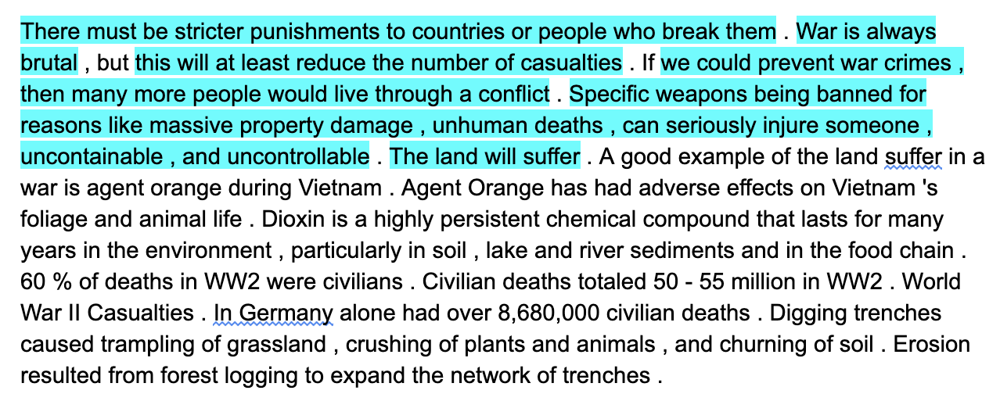 There must be stricter punishments to countries or people who break them . War is always
brutal , but this will at least reduce the number of casualties . If we could prevent war crimes ,
then many more people would live through a conflict . Specific weapons being banned for
reasons like massive property damage , unhuman deaths , can seriously injure someone ,
uncontainable , and uncontrollable . The land will suffer . A good example of the land suffer in a
war is agent orange during Vietnam . Agent Orange has had adverse effects on Vietnam 's
foliage and animal life . Dioxin is a highly persistent chemical compound that lasts for many
years in the environment , particularly in soil , lake and river sediments and in the food chain .
60 % of deaths in WW2 were civilians . Civilian deaths totaled 50 - 55 million in WW2 . World
War II Casualties . In Germany alone had over 8,680,000 civilian deaths . Digging trenches
caused trampling of grassland , crushing of plants and animals , and churning of soil . Erosion
resulted from forest logging to expand the network of trenches .